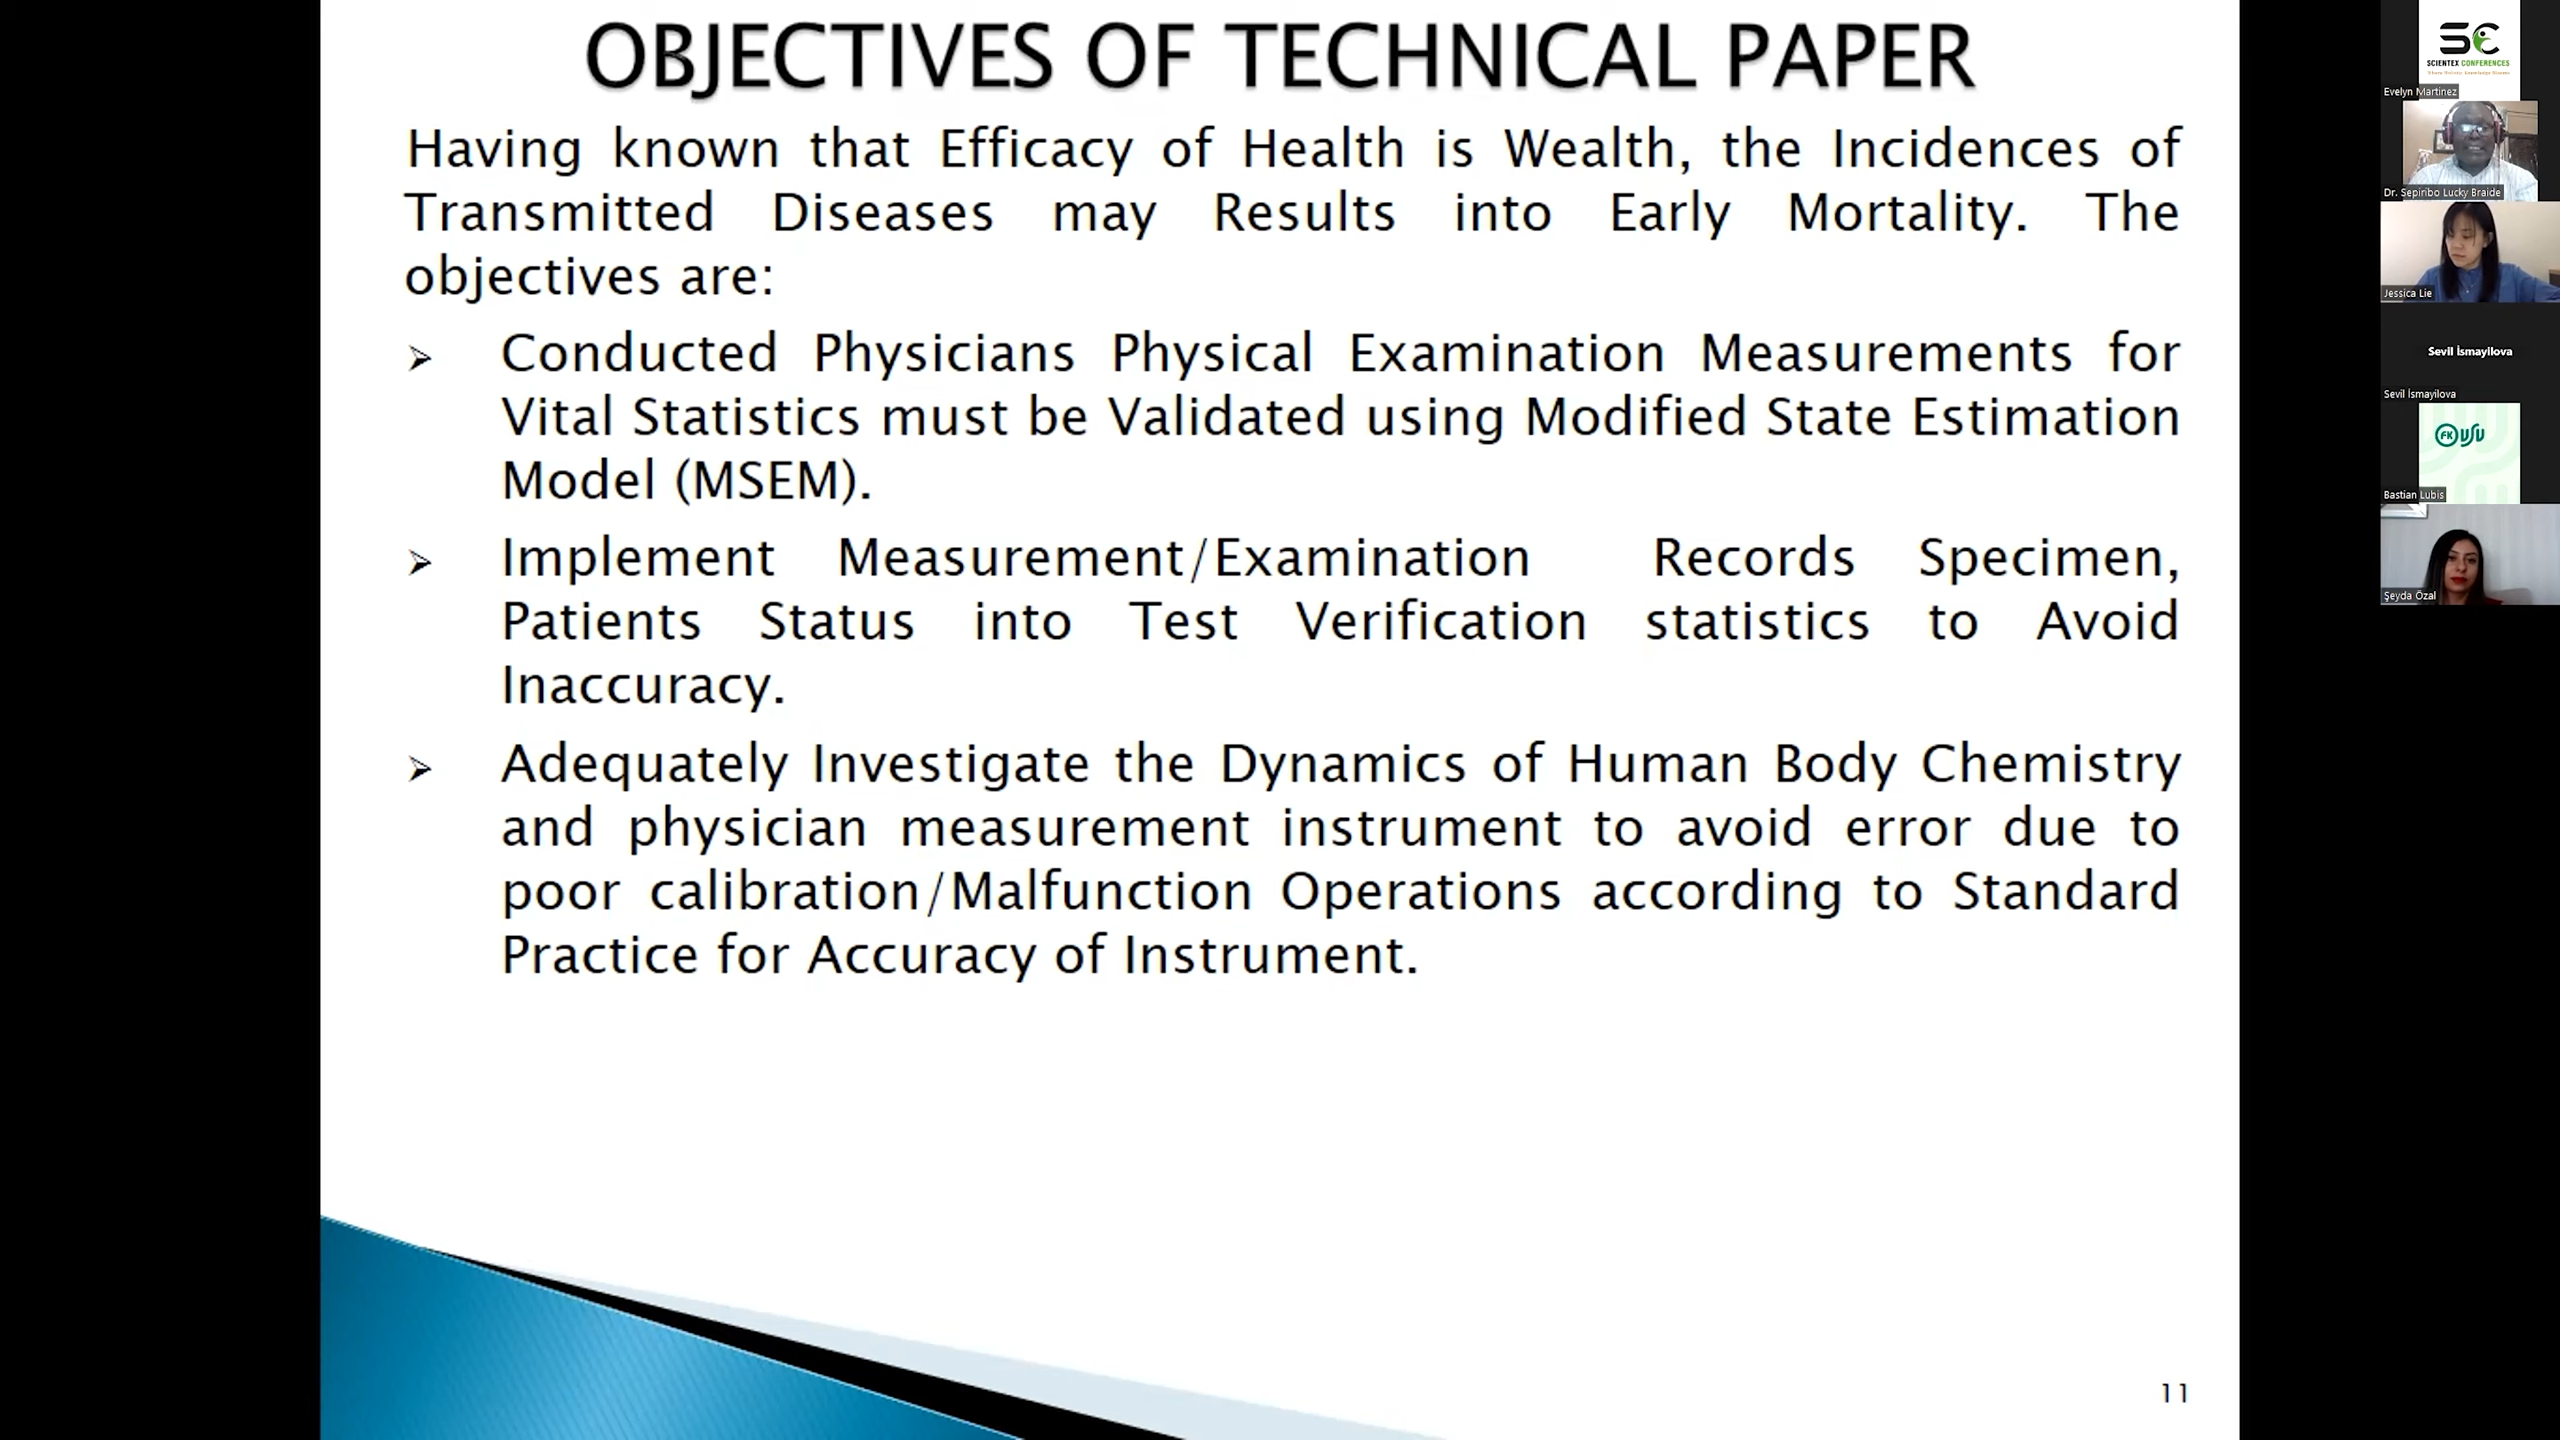 OBJECTIVES OF TECHNICAL PAPER
Having known that Efficacy of Health is Wealth, the Incidences of
Transmitted Diseases may Results into Early Mortality. The
objectives are:
➢ Conducted Physicians Physical Examination Measurements for
Vital Statistics must be Validated using Modified State Estimation
Model (MSEM).
➢ Implement Measurement/Examination Records Specimen,
Patients Status into Test Verification statistics to Avoid
Inaccuracy.
➢ Adequately Investigate the Dynamics of Human Body Chemistry
and physician measurement instrument to avoid error due to
poor calibration/Malfunction Operations according to Standard
Practice for Accuracy of Instrument.
11
SC
SCIENTEX CONFERENCES
Evelyn Martinez
Dr. Sepiribo Lucky Braide
Jessica Lie
Sevil İsmayilova
Sevil İsmayilova
FK USU
Bastian Lubis
Şeyda Özal